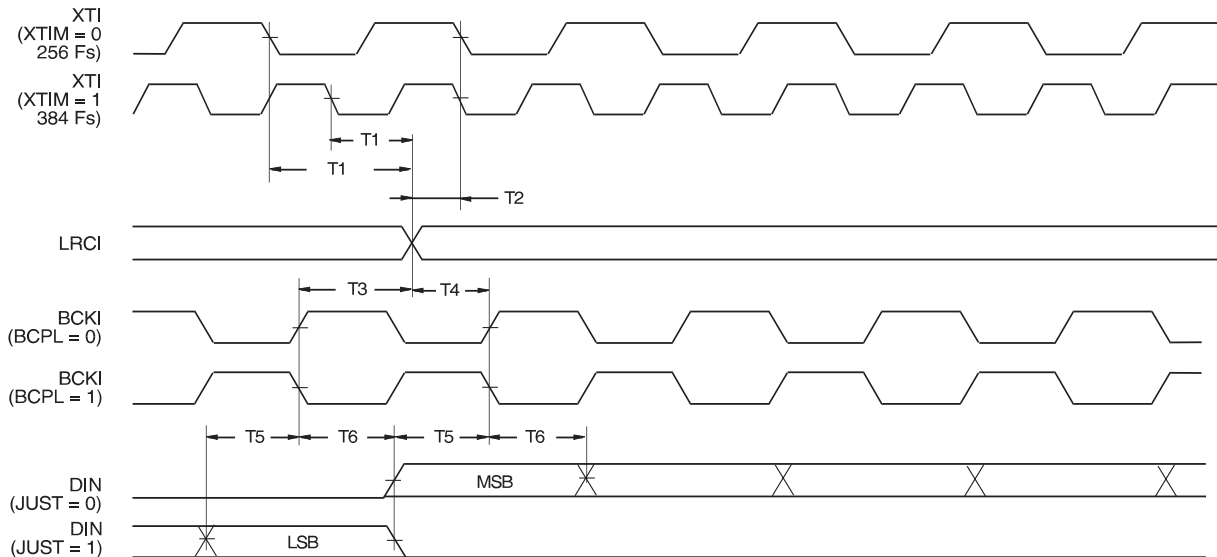 XTI
(XTIM = 0
256 Fs)
XTI
(XTIM = 1
384 Fs)
T1
T1
T2
LRCI
T3
T4
BCKI
(BCPL = 0)
BCKI
(BCPL = 1)
T5
T6
T5
T6
DIN
(JUST = 0)
MSB
DIN
(JUST = 1)
LSB